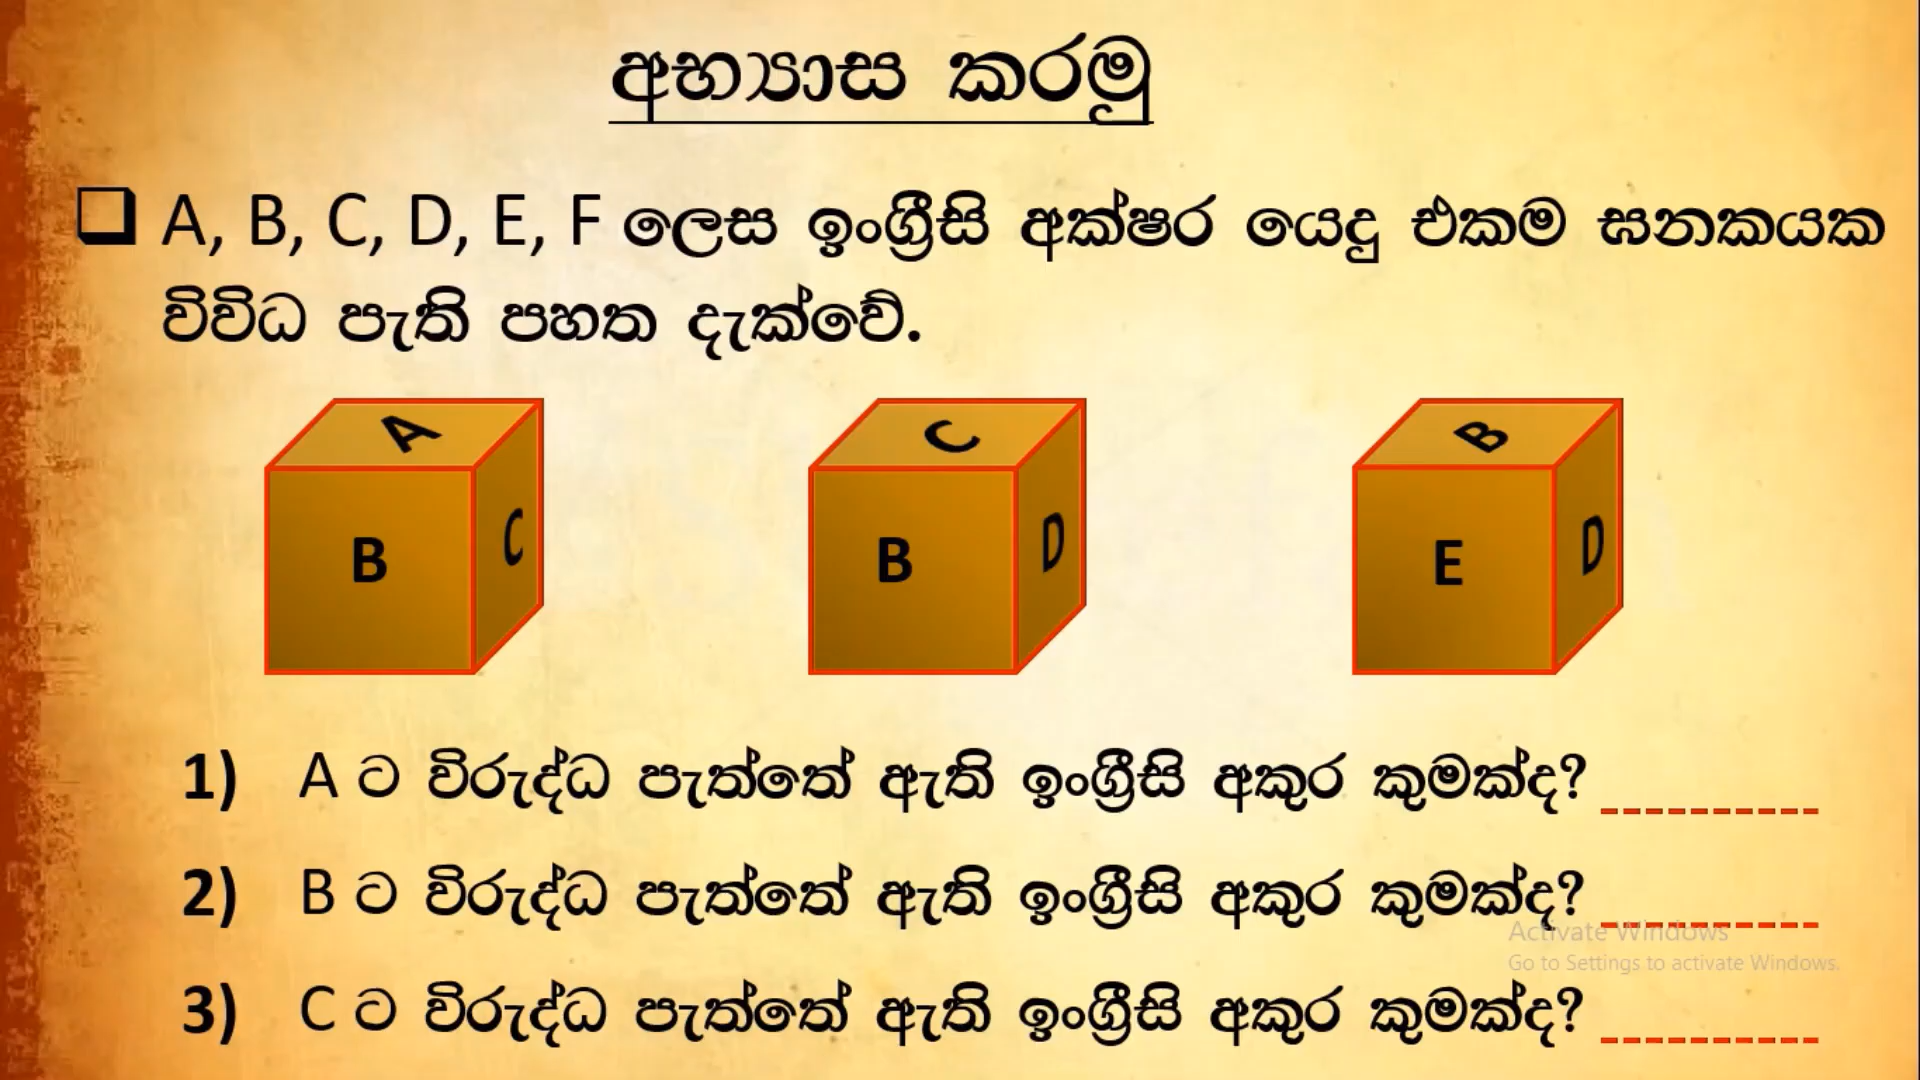 අභ්‍යාස කරමු
A, B, C, D, E, F ලෙස ඉංග්‍රීසි අක්ෂර යෙදු එකම ඝනකයක
විවිධ පැති පහත දැක්වේ.
A
B
C
C
B
D
B
E
D
1) A ට විරුද්ධ පැත්තේ ඇති ඉංග්‍රීසි අකුර කුමක්ද? ----------
2) B ට විරුද්ධ පැත්තේ ඇති ඉංග්‍රීසි අකුර කුමක්ද? ----------
Activate Windows
Go to Settings to activate Windows.
3) C ට විරුද්ධ පැත්තේ ඇති ඉංග්‍රීසි අකුර කුමක්ද? ----------